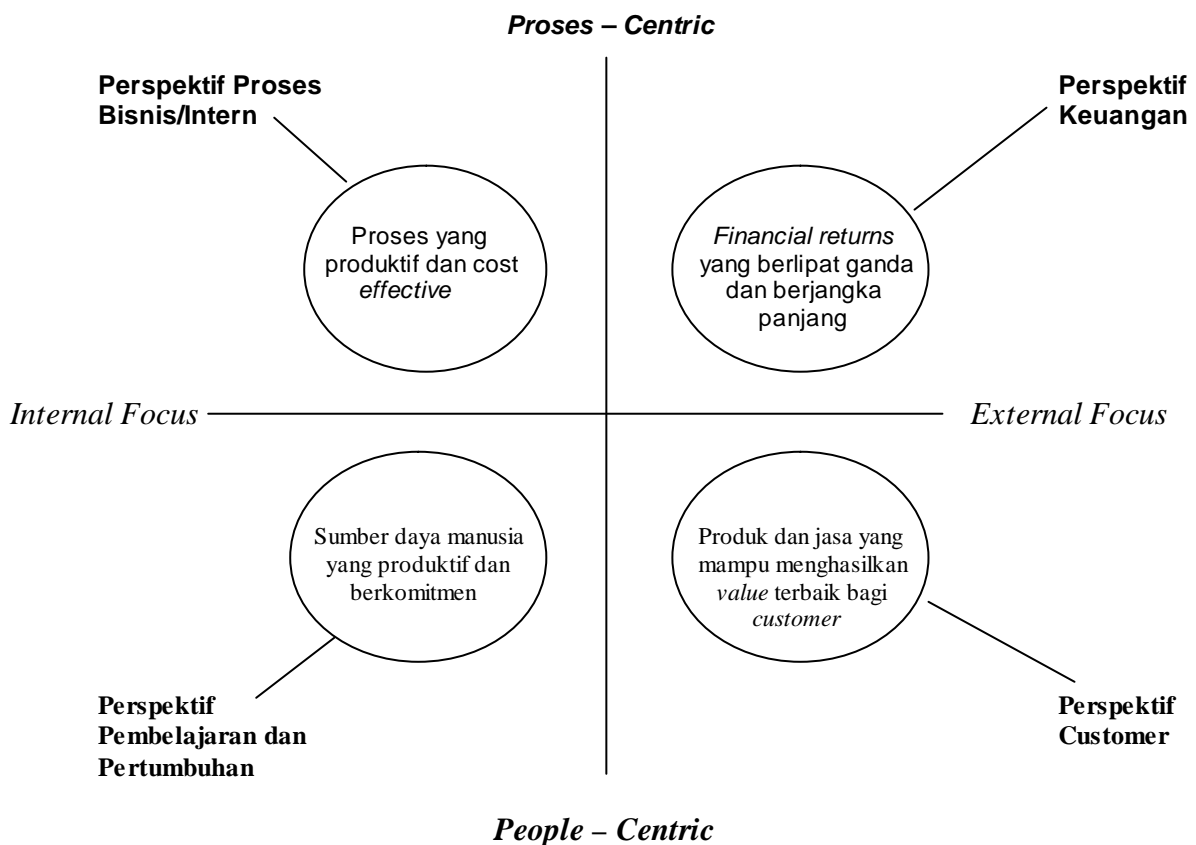 Proses – Centric
Perspektif Proses
Bisnis/Intern
Perspektif
Keuangan
Proses yang
produktif dan cost
effective
Financial returns
yang berlipat ganda
dan berjangka
panjang
Internal Focus
External Focus
Sumber daya manusia
yang produktif dan
berkomitmen
Produk dan jasa yang
mampu menghasilkan
value terbaik bagi
customer
Perspektif
Pembelajaran dan
Pertumbuhan
Perspektif
Customer
People – Centric